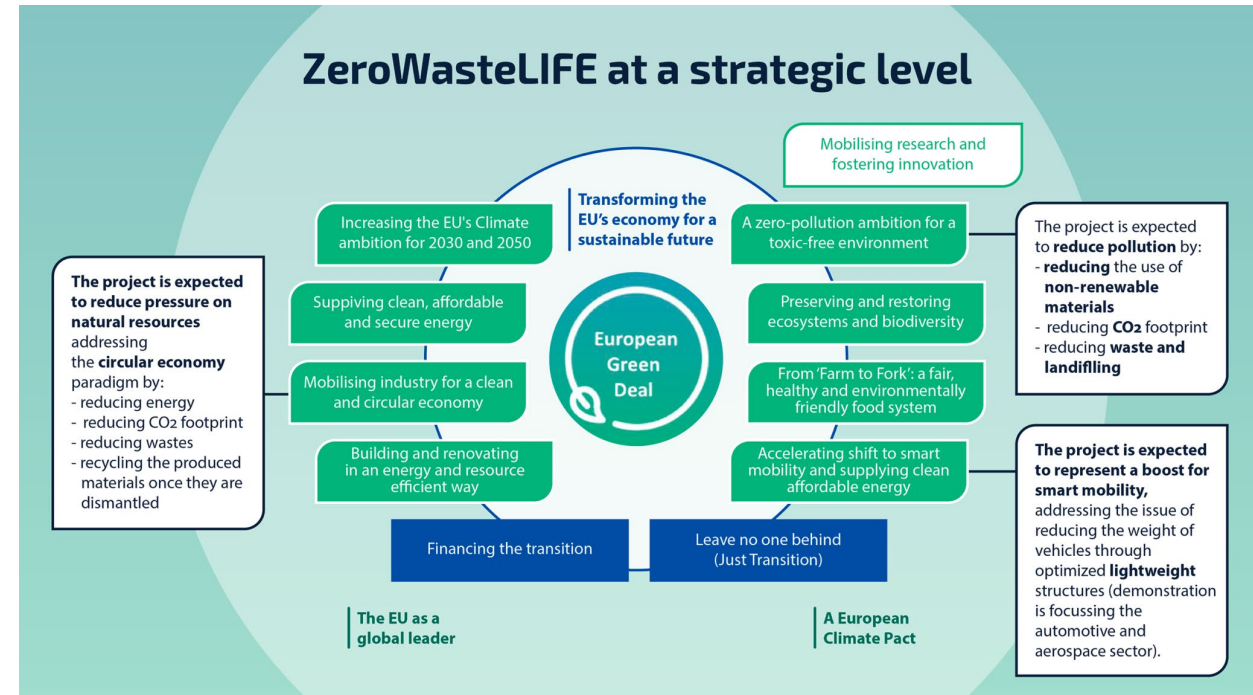 ZeroWasteLIFE at a strategic level
Mobilising research and
fostering innovation
Transforming the
EU's economy for a
sustainable future
Increasing the EU's Climate
ambition for 2030 and 2050
A zero-pollution ambition for a
toxic-free environment
The project is expected
to reduce pollution by:
- reducing the use of
non-renewable
materials
- reducing CO2 footprint
- reducing waste and
landiflling
The project is expected
to reduce pressure on
natural resources
addressing
the circular economy
paradigm by:
- reducing energy
- reducing CO2 footprint
- reducing wastes
- recycling the produced
materials once they are
dismantled
Suppiving clean, affordable
and secure energy
European
Green
Deal
Preserving and restoring
ecosystems and biodiversity
Mobilising industry for a clean
and circular economy
From 'Farm to Fork': a fair,
healthy and environmentally
friendly food system
Building and renovating
in an energy and resource
efficient way
Accelerating shift to smart
mobility and supplying clean
affordable energy
The project is expected
to represent a boost for
smart mobility,
addressing the issue of
reducing the weight of
vehicles through
optimized lightweight
structures (demonstration
is focussing the
automotive and
aerospace sector).
Financing the transition
Leave no one behind
(Just Transition)
The EU as a
global leader
A European
Climate Pact